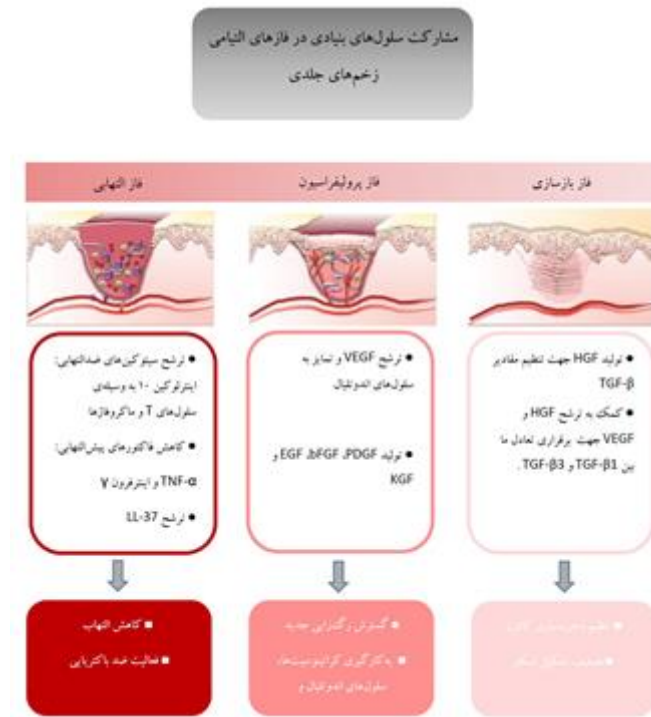 مشارکت سلول‌های بنیادی در فازهای التیامی
زخم‌های جلدی
فاز بازسازی
فاز پرولیفراسیون
فاز التهابی
● تولید HGF جهت تنظیم مقادیر
TGF-β
● کمک به ترشح HGF و
VEGF جهت برقراری تعادل ما
بین TGF-β1 و TGF-β3 .
● ترشح VEGF و تمایز به
سلول‌های اندوتلیال
● تولید EGF ،bFGF ،PDGF و
KGF
● ترشح سیتوکین‌های ضدالتهابی:
اینترلوکین ۱۰ به وسیله‌ی
سلول‌های T و ماکروفاژها
● کاهش فاکتورهای پیش‌التهابی:
TNF-α و اینترفرون γ
● ترشح LL-37
■ گسترش رگزایی جدید
■ به‌کارگیری کراتینوسیت‌ها،
سلول‌های اندوتلیال و
■ کاهش التهاب
■ فعالیت ضد باکتریایی